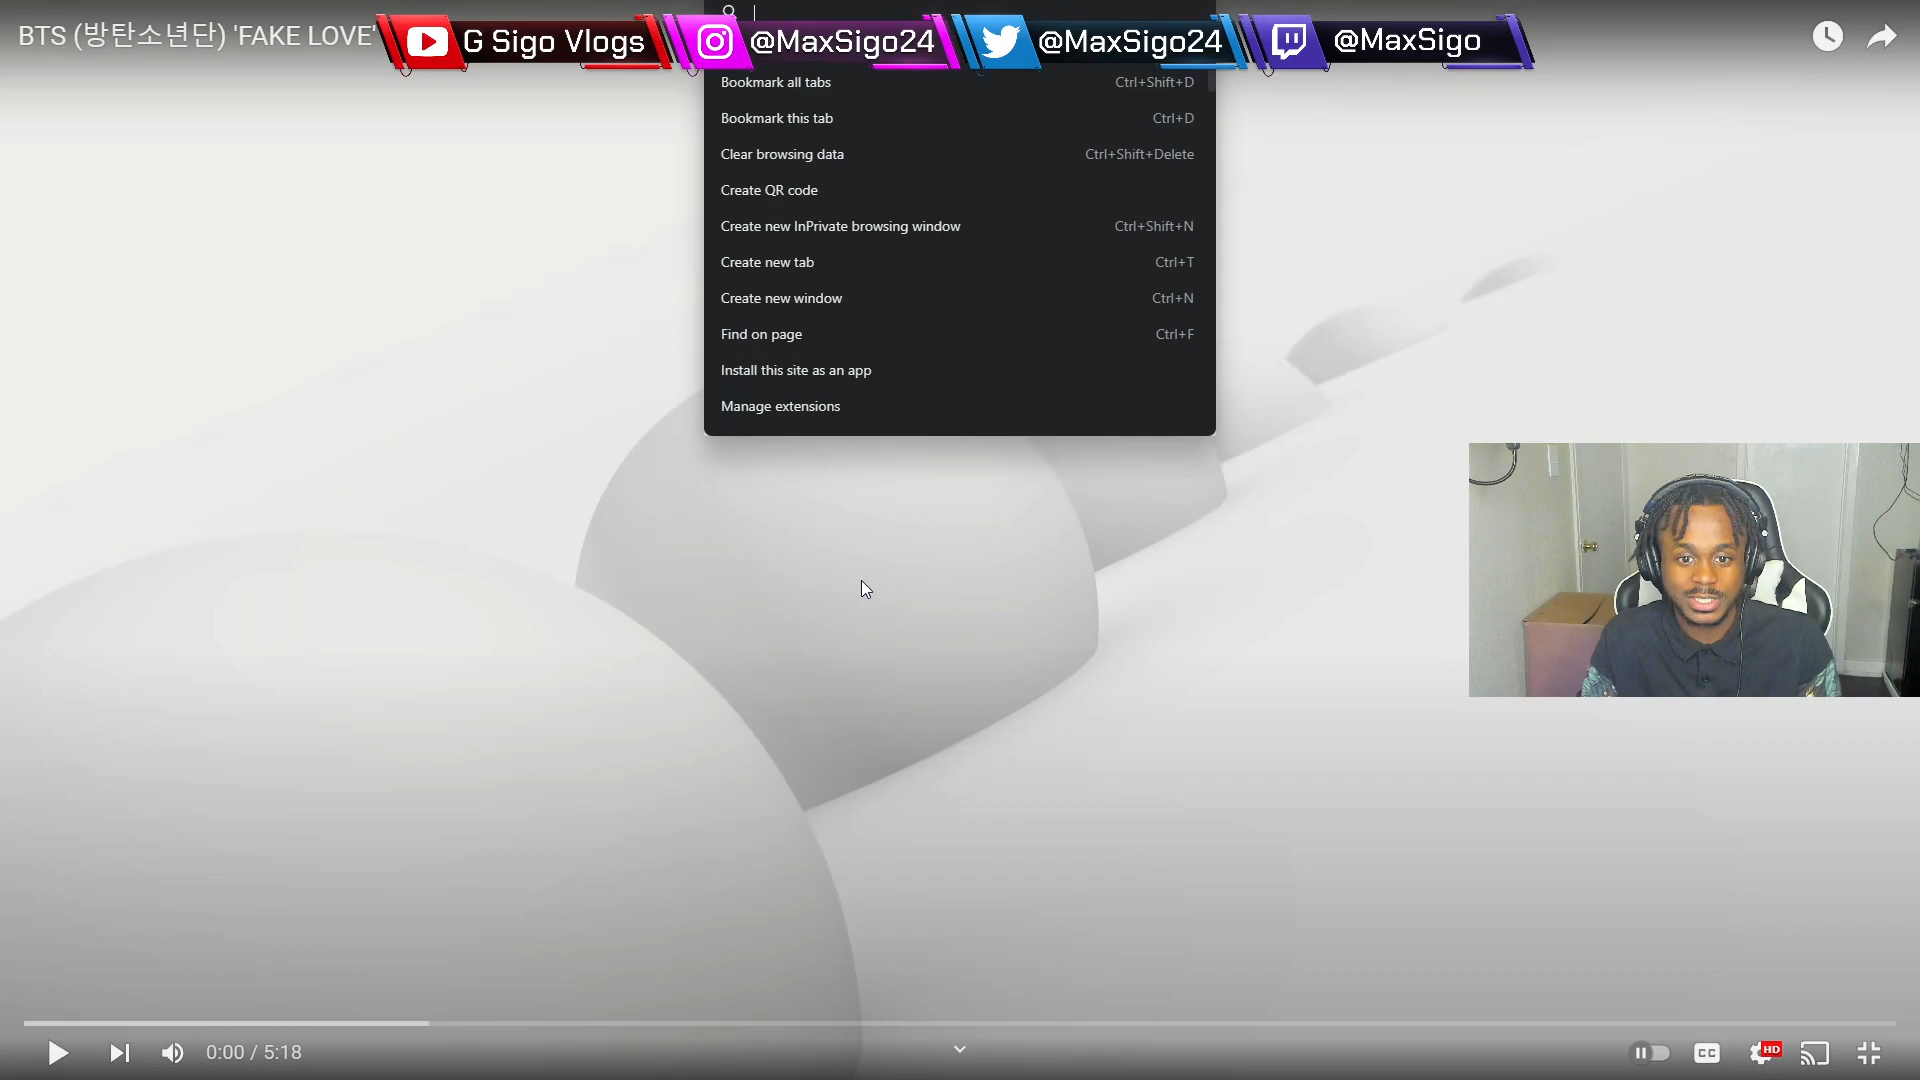 BTS (방탄소년단) 'FAKE LOVE'
G Sigo Vlogs
@MaxSigo24
@MaxSigo24
@MaxSigo
Bookmark all tabs Ctrl+Shift+D
Bookmark this tab Ctrl+D
Clear browsing data Ctrl+Shift+Delete
Create QR code
Create new InPrivate browsing window Ctrl+Shift+N
Create new tab Ctrl+T
Create new window Ctrl+N
Find on page Ctrl+F
Install this site as an app
Manage extensions
0:00 / 5:18
CC
HD